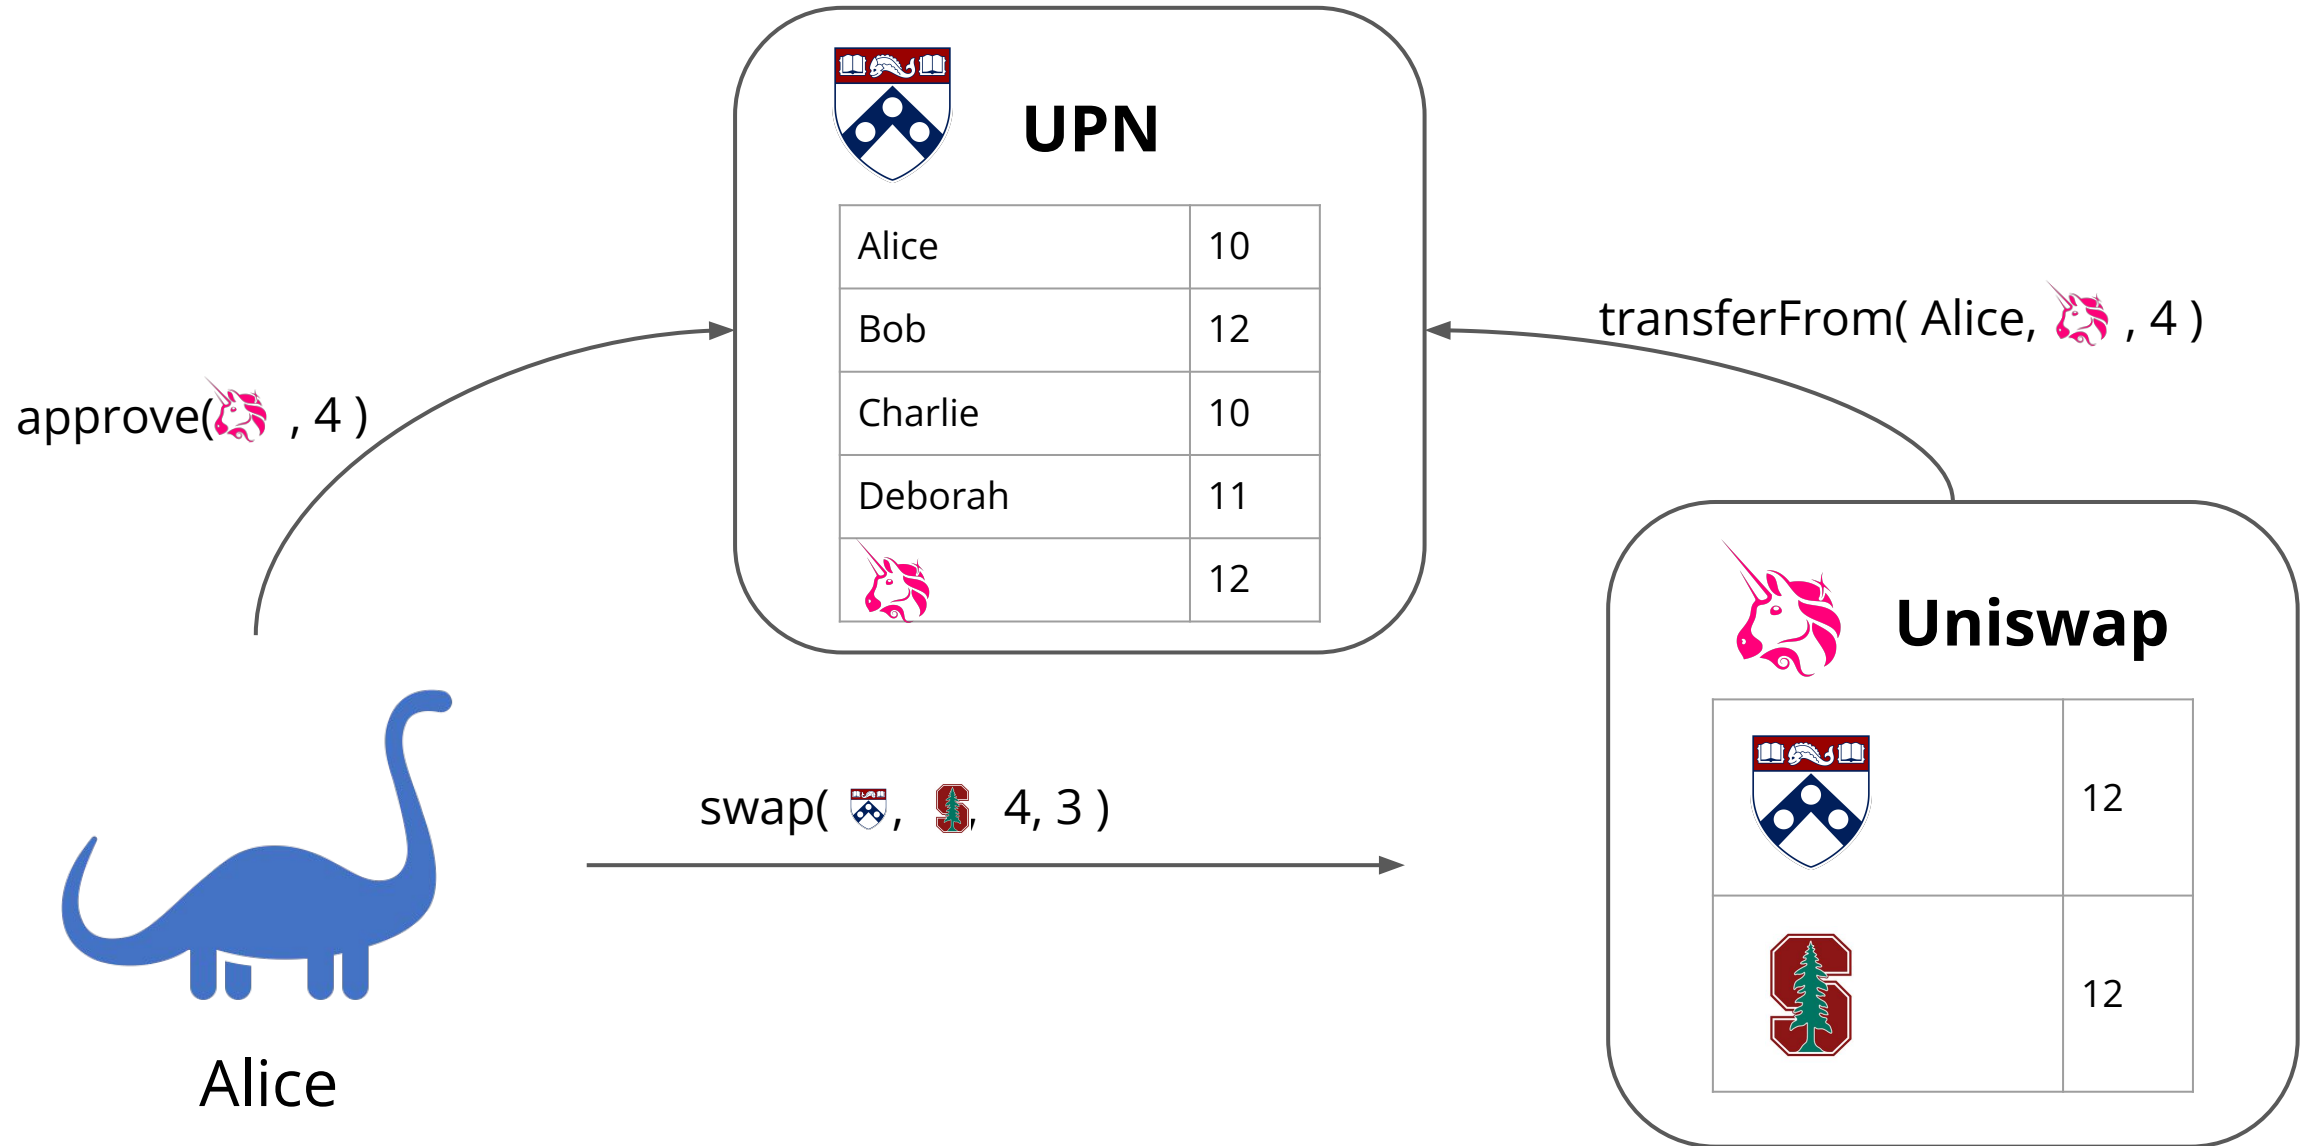 UPN
Alice 10
Bob 12
Charlie 10
Deborah 11
12
approve( , 4 )
transferFrom( Alice, , 4 )
Uniswap
12
12
swap( , , 4, 3 )
Alice